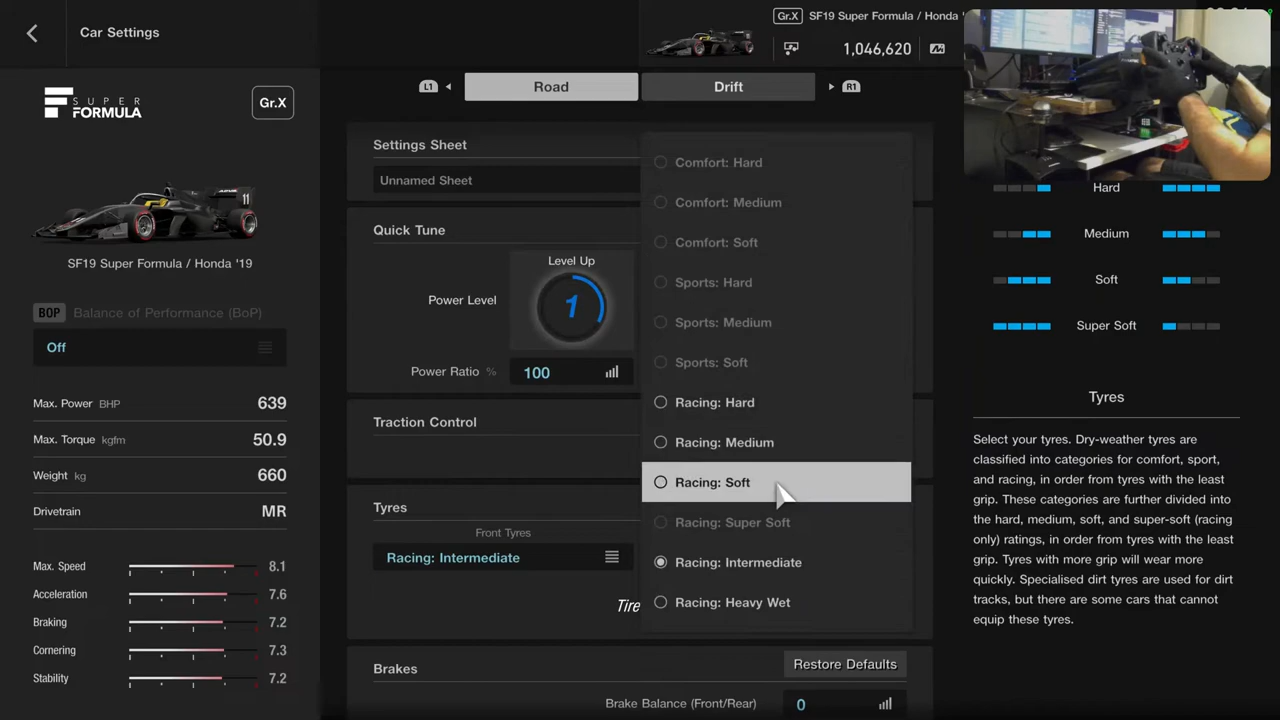 Car Settings
Gr.X
SF19 Super Formula / Honda '
1,046,620
SUPER
FORMULA
Gr.X
11
SF19 Super Formula / Honda '19
BOP
Balance of Performance (BoP)
Off
Max. Power BHP
639
Max. Torque kgfm
50.9
Weight kg
660
Drivetrain
MR
Max. Speed
8.1
Acceleration
7.6
Braking
7.2
Cornering
7.3
Stability
7.2
L1
Road
Drift
R1
Settings Sheet
Unnamed Sheet
Quick Tune
Level Up
Power Level
1
Power Ratio %
100
Traction Control
Tyres
Front Tyres
Racing: Intermediate
Tire
Comfort: Hard
Comfort: Medium
Comfort: Soft
Sports: Hard
Sports: Medium
Sports: Soft
Racing: Hard
Racing: Medium
Racing: Soft
Racing: Super Soft
Racing: Intermediate
Racing: Heavy Wet
Brakes
Restore Defaults
Brake Balance (Front/Rear)
0
Hard
Medium
Soft
Super Soft
Tyres
Select your tyres. Dry-weather tyres are
classified into categories for comfort, sport,
and racing, in order from tyres with the least
grip. These categories are further divided into
the hard, medium, soft, and super-soft (racing
only) ratings, in order from tyres with the least
grip. Tyres with more grip will wear more
quickly. Specialised dirt tyres are used for dirt
tracks, but there are some cars that cannot
equip these tyres.